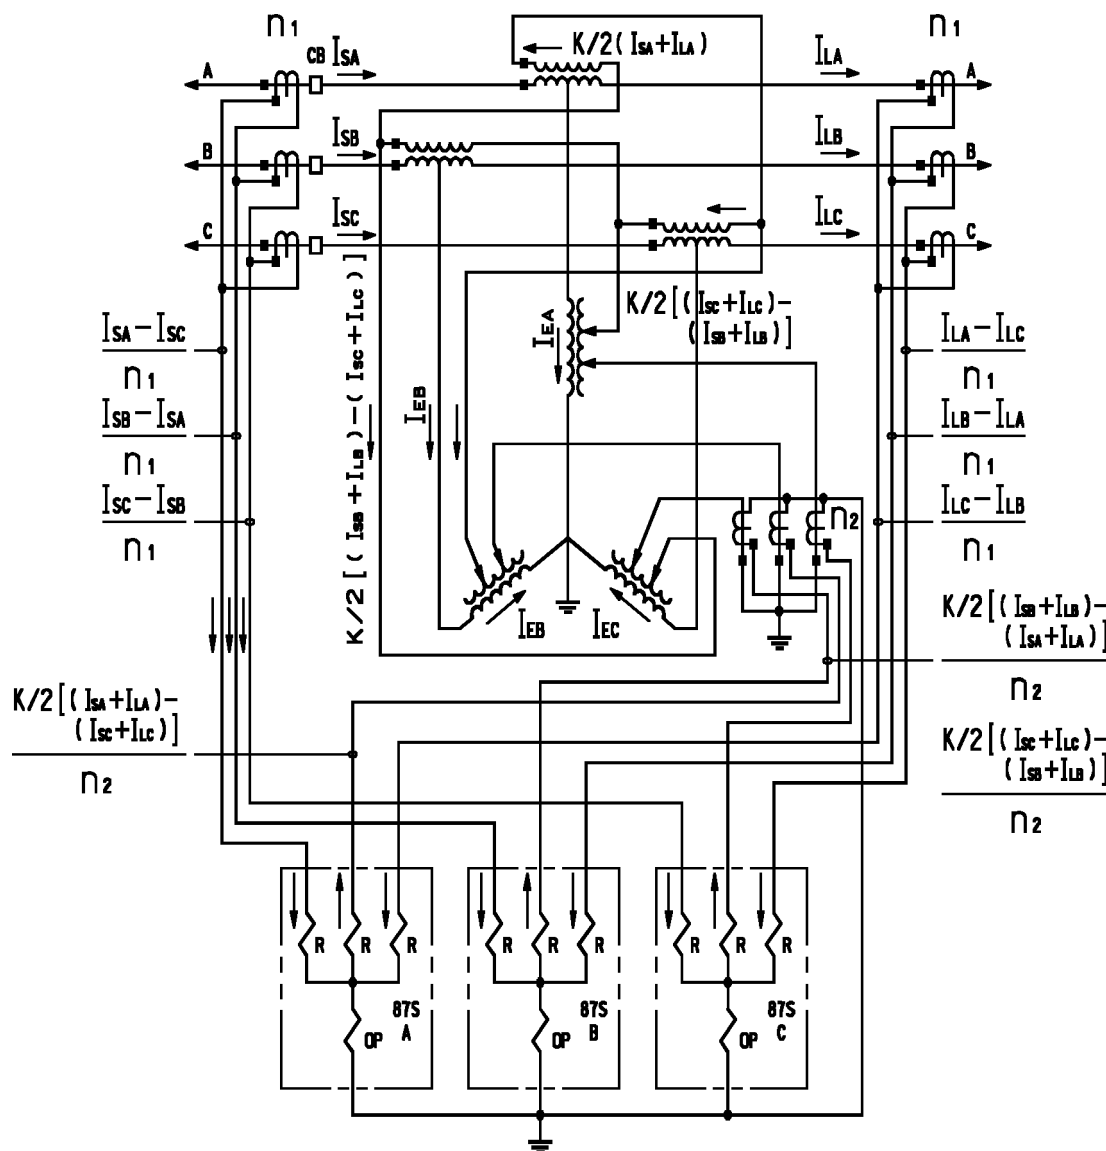 n1
n1
CB
ISA
K/2(ISA+ILA)
ILA
A
A
ISB
ILB
B
B
ISC
ILC
C
C
K/2[(ISC+ILC)−
(ISB+ILB)]
IEA
IEB
K/2[(ISB+ILB)−(ISC+ILC)]
ISA−ISC
n1
ISB−ISA
n1
ISC−ISB
n1
ILA−ILC
n1
ILB−ILA
n1
ILC−ILB
n1
n2
IEB
IEC
K/2[(ISB+ILB)−
(ISA+ILA)]
n2
K/2[(ISA+ILA)−
(ISC+ILC)]
n2
K/2[(ISC+ILC)−
(ISB+ILB)]
n2
R R R
R R R
R R R
87S
A
OP
87S
B
OP
87S
C
OP